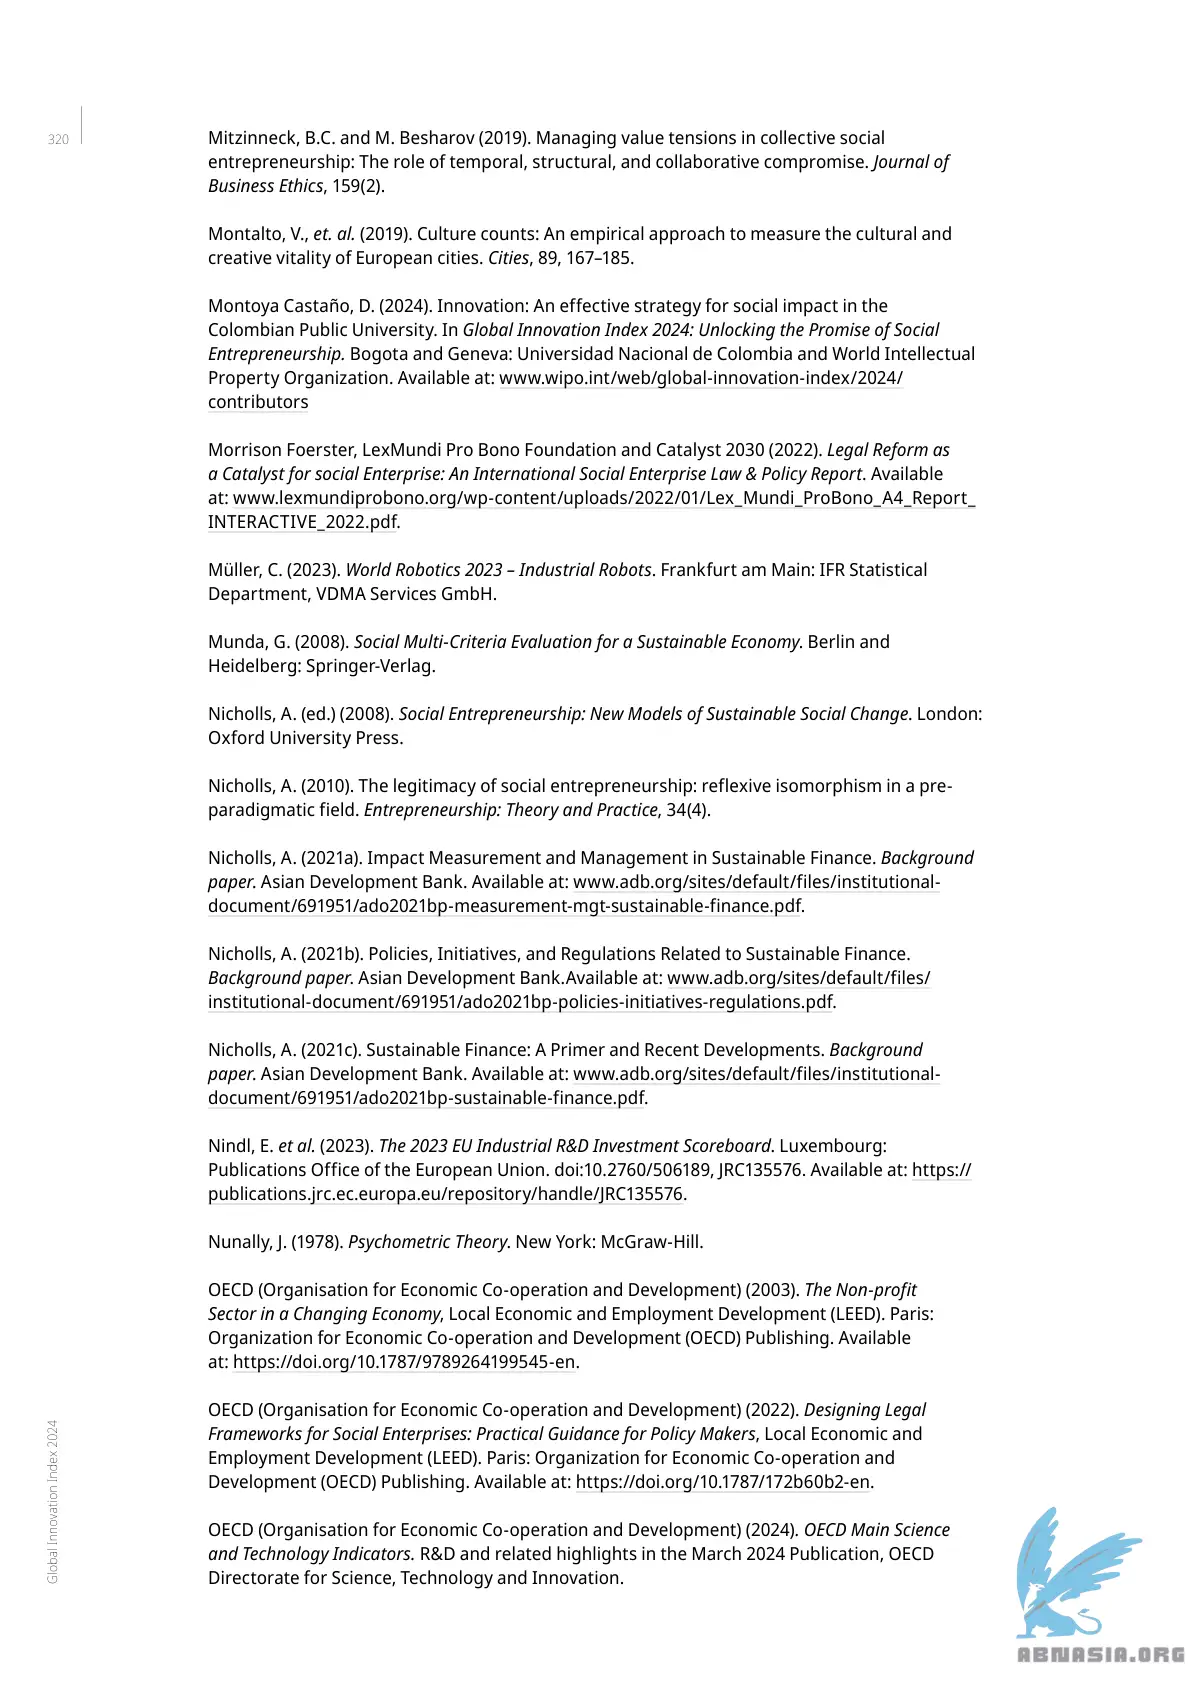 320
Mitzinneck, B.C. and M. Besharov (2019). Managing value tensions in collective social
entrepreneurship: The role of temporal, structural, and collaborative compromise. Journal of
Business Ethics, 159(2).
Montalto, V., et. al. (2019). Culture counts: An empirical approach to measure the cultural and
creative vitality of European cities. Cities, 89, 167–185.
Montoya Castaño, D. (2024). Innovation: An effective strategy for social impact in the
Colombian Public University. In Global Innovation Index 2024: Unlocking the Promise of Social
Entrepreneurship. Bogota and Geneva: Universidad Nacional de Colombia and World Intellectual
Property Organization. Available at: www.wipo.int/web/global-innovation-index/2024/
contributors
Morrison Foerster, LexMundi Pro Bono Foundation and Catalyst 2030 (2022). Legal Reform as
a Catalyst for social Enterprise: An International Social Enterprise Law & Policy Report. Available
at: www.lexmundiprobono.org/wp-content/uploads/2022/01/Lex_Mundi_ProBono_A4_Report_
INTERACTIVE_2022.pdf.
Müller, C. (2023). World Robotics 2023 – Industrial Robots. Frankfurt am Main: IFR Statistical
Department, VDMA Services GmbH.
Munda, G. (2008). Social Multi-Criteria Evaluation for a Sustainable Economy. Berlin and
Heidelberg: Springer-Verlag.
Nicholls, A. (ed.) (2008). Social Entrepreneurship: New Models of Sustainable Social Change. London:
Oxford University Press.
Nicholls, A. (2010). The legitimacy of social entrepreneurship: reflexive isomorphism in a pre-
paradigmatic field. Entrepreneurship: Theory and Practice, 34(4).
Nicholls, A. (2021a). Impact Measurement and Management in Sustainable Finance. Background
paper. Asian Development Bank. Available at: www.adb.org/sites/default/files/institutional-
document/691951/ado2021bp-measurement-mgt-sustainable-finance.pdf.
Nicholls, A. (2021b). Policies, Initiatives, and Regulations Related to Sustainable Finance.
Background paper. Asian Development Bank.Available at: www.adb.org/sites/default/files/
institutional-document/691951/ado2021bp-policies-initiatives-regulations.pdf.
Nicholls, A. (2021c). Sustainable Finance: A Primer and Recent Developments. Background
paper. Asian Development Bank. Available at: www.adb.org/sites/default/files/institutional-
document/691951/ado2021bp-sustainable-finance.pdf.
Nindl, E. et al. (2023). The 2023 EU Industrial R&D Investment Scoreboard. Luxembourg:
Publications Office of the European Union. doi:10.2760/506189, JRC135576. Available at: https://
publications.jrc.ec.europa.eu/repository/handle/JRC135576.
Nunally, J. (1978). Psychometric Theory. New York: McGraw-Hill.
OECD (Organisation for Economic Co-operation and Development) (2003). The Non-profit
Sector in a Changing Economy, Local Economic and Employment Development (LEED). Paris:
Organization for Economic Co-operation and Development (OECD) Publishing. Available
at: https://doi.org/10.1787/9789264199545-en.
OECD (Organisation for Economic Co-operation and Development) (2022). Designing Legal
Frameworks for Social Enterprises: Practical Guidance for Policy Makers, Local Economic and
Employment Development (LEED). Paris: Organization for Economic Co-operation and
Development (OECD) Publishing. Available at: https://doi.org/10.1787/172b60b2-en.
OECD (Organisation for Economic Co-operation and Development) (2024). OECD Main Science
and Technology Indicators. R&D and related highlights in the March 2024 Publication, OECD
Directorate for Science, Technology and Innovation.
Global Innovation Index 2024
ABNASIA.ORG